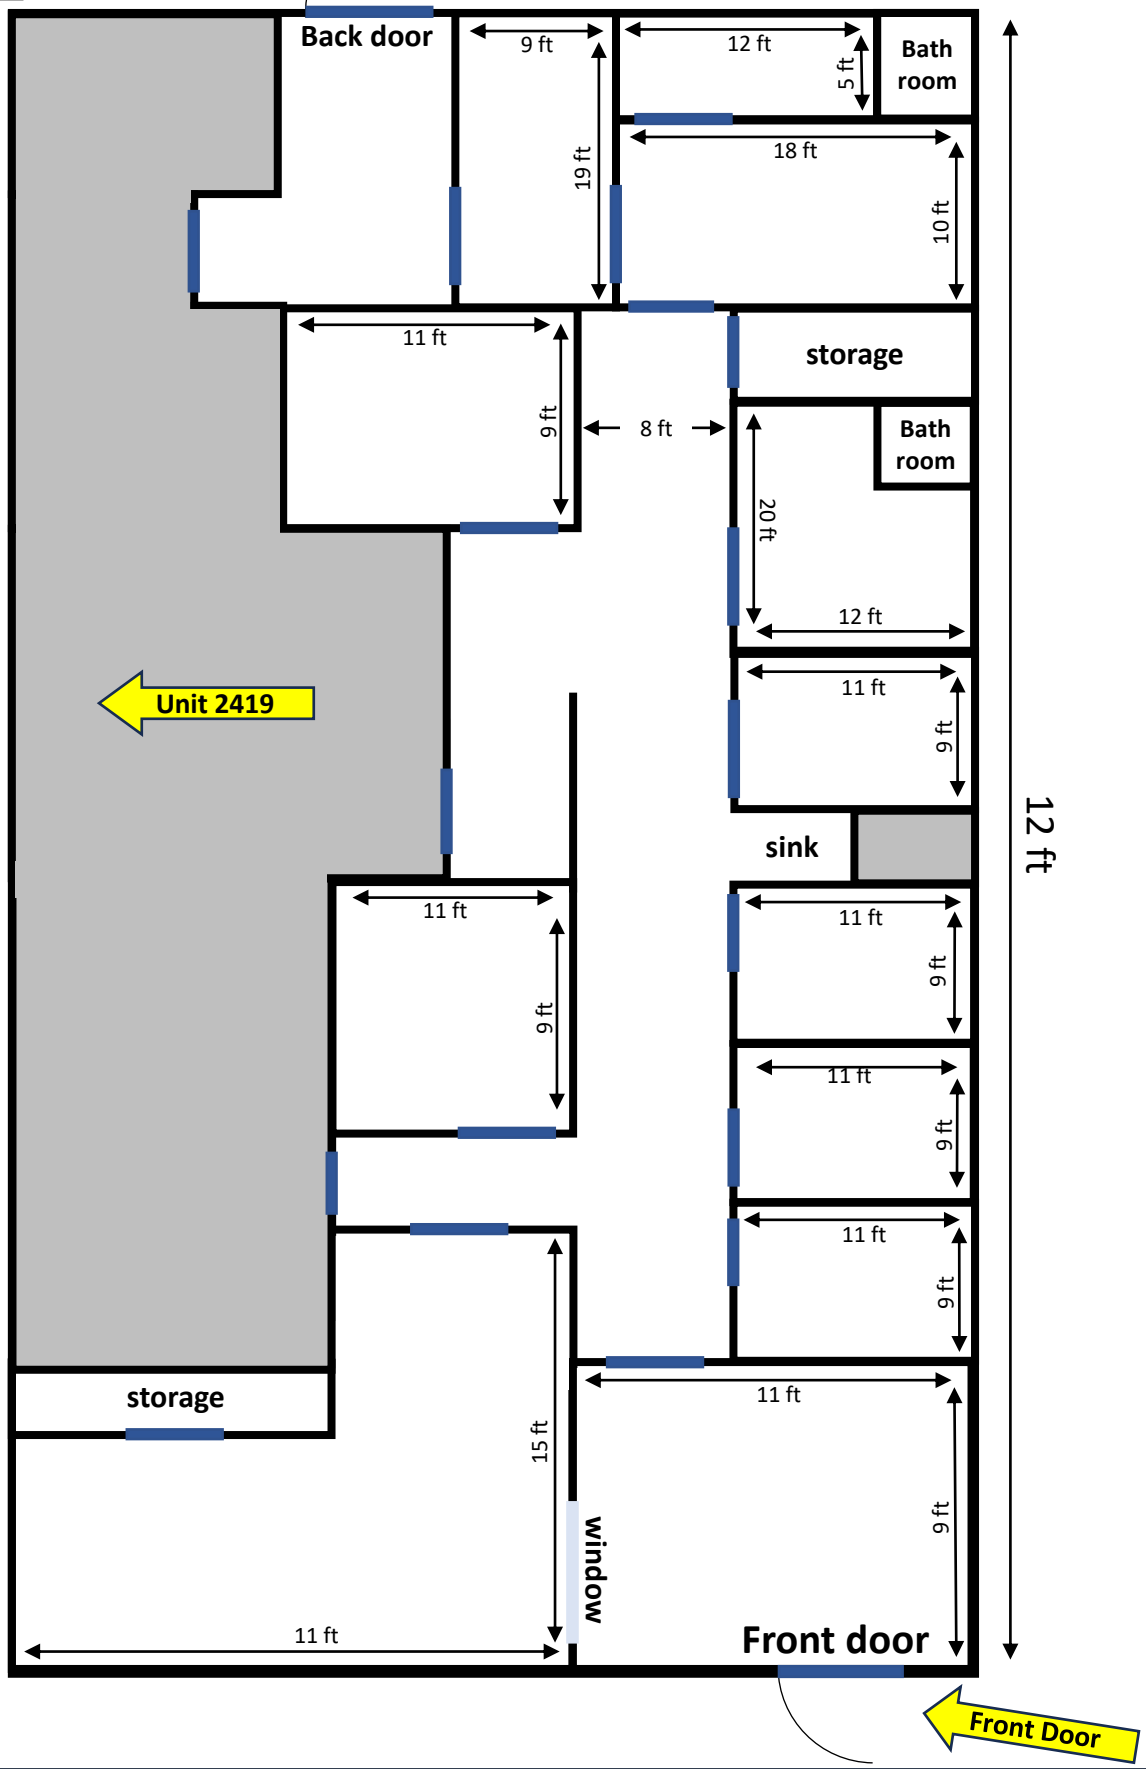 Back door
9 ft
12 ft
Bath
room
5 ft
19 ft
18 ft
10 ft
11 ft
9 ft
storage
8 ft
Bath
room
20 ft
12 ft
Unit 2419
11 ft
9 ft
12 ft
sink
11 ft
9 ft
11 ft
9 ft
11 ft
9 ft
11 ft
9 ft
storage
11 ft
15 ft
9 ft
window
11 ft
Front door
Front Door